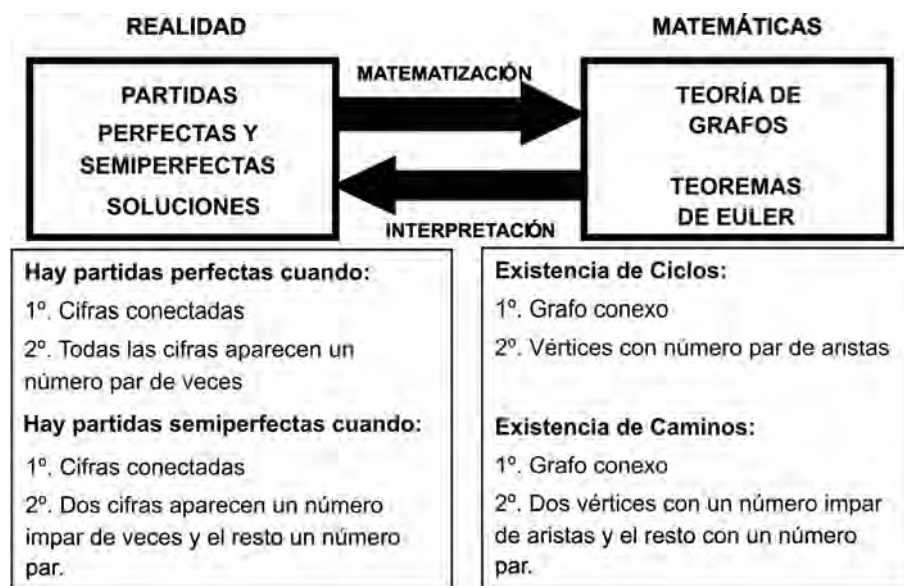 REALIDAD
MATEMÁTICAS
PARTIDAS
PERFECTAS Y
SEMIPERFECTAS
SOLUCIONES
MATEMATIZACIÓN
INTERPRETACIÓN
TEORÍA DE
GRAFOS
TEOREMAS
DE EULER
Hay partidas perfectas cuando:
1º. Cifras conectadas
2º. Todas las cifras aparecen un
número par de veces
Hay partidas semiperfectas cuando:
1º. Cifras conectadas
2º. Dos cifras aparecen un número
impar de veces y el resto un número
par.
Existencia de Ciclos:
1º. Grafo conexo
2º. Vértices con número par de aristas
Existencia de Caminos:
1º. Grafo conexo
2º. Dos vértices con un número impar
de aristas y el resto con un número
par.